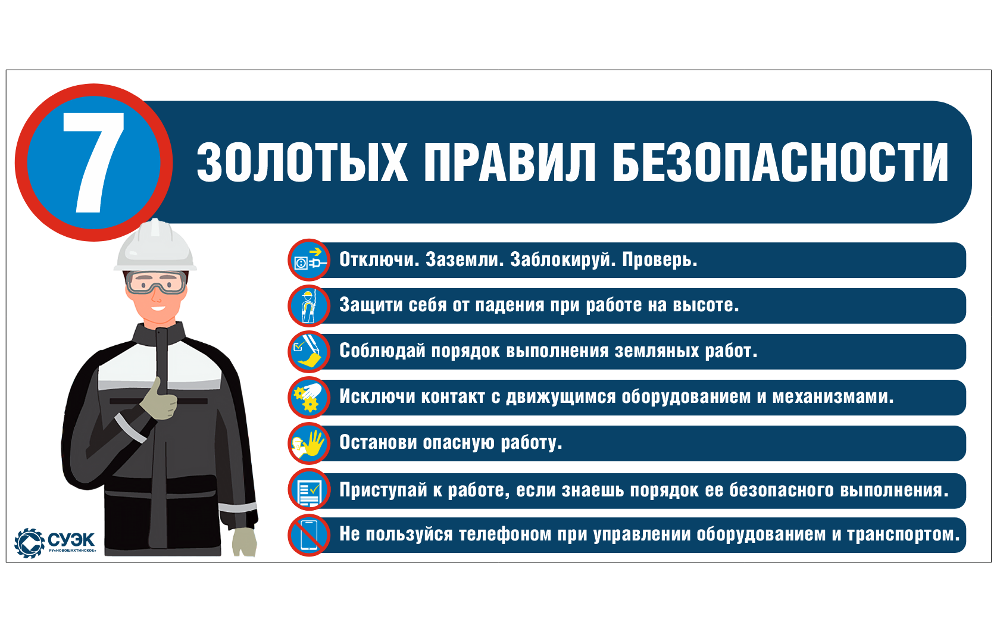 7
ЗОЛОТЫХ ПРАВИЛ БЕЗОПАСНОСТИ
Отключи. Заземли. Заблокируй. Проверь.
Защити себя от падения при работе на высоте.
Соблюдай порядок выполнения земляных работ.
Исключи контакт с движущимся оборудованием и механизмами.
Останови опасную работу.
Приступай к работе, если знаешь порядок ее безопасного выполнения.
Не пользуйся телефоном при управлении оборудованием и транспортом.
СУЭК
РУ«НОВОШАХТИНСКОЕ»